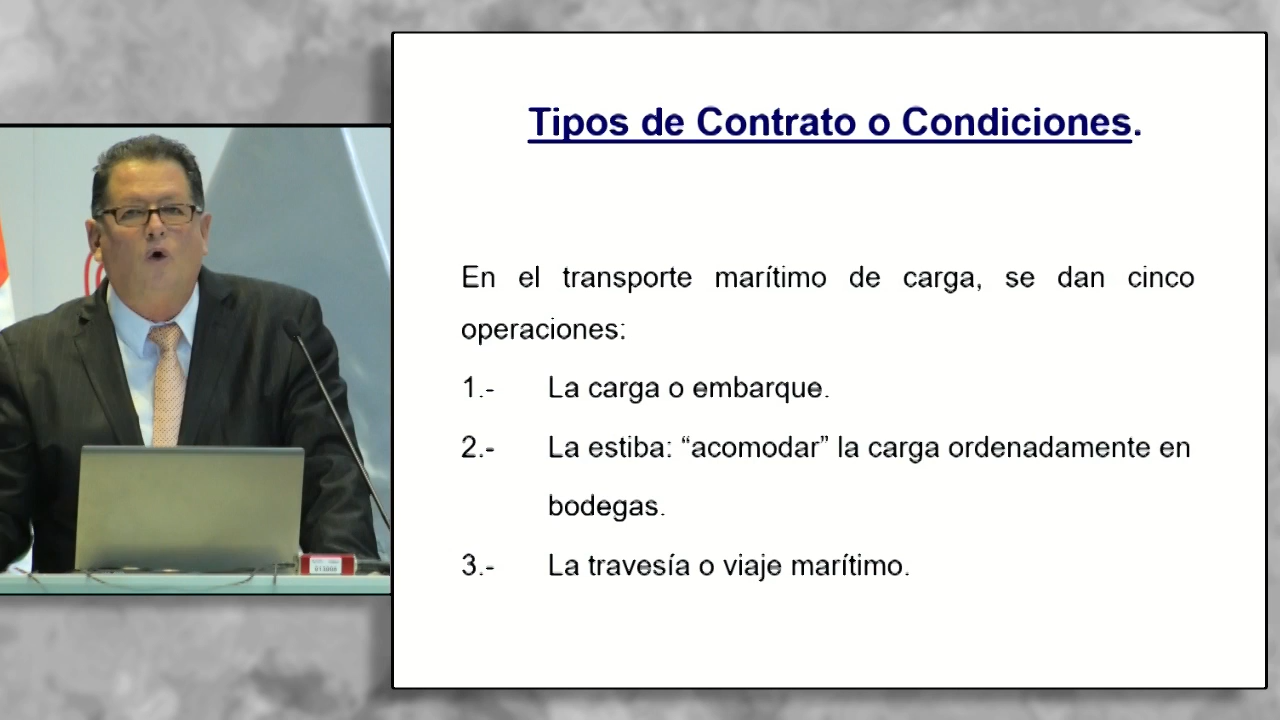 Tipos de Contrato o Condiciones.
En el transporte marítimo de carga, se dan cinco
operaciones:
1.- La carga o embarque.
2.- La estiba: “acomodar” la carga ordenadamente en
bodegas.
3.- La travesía o viaje marítimo.